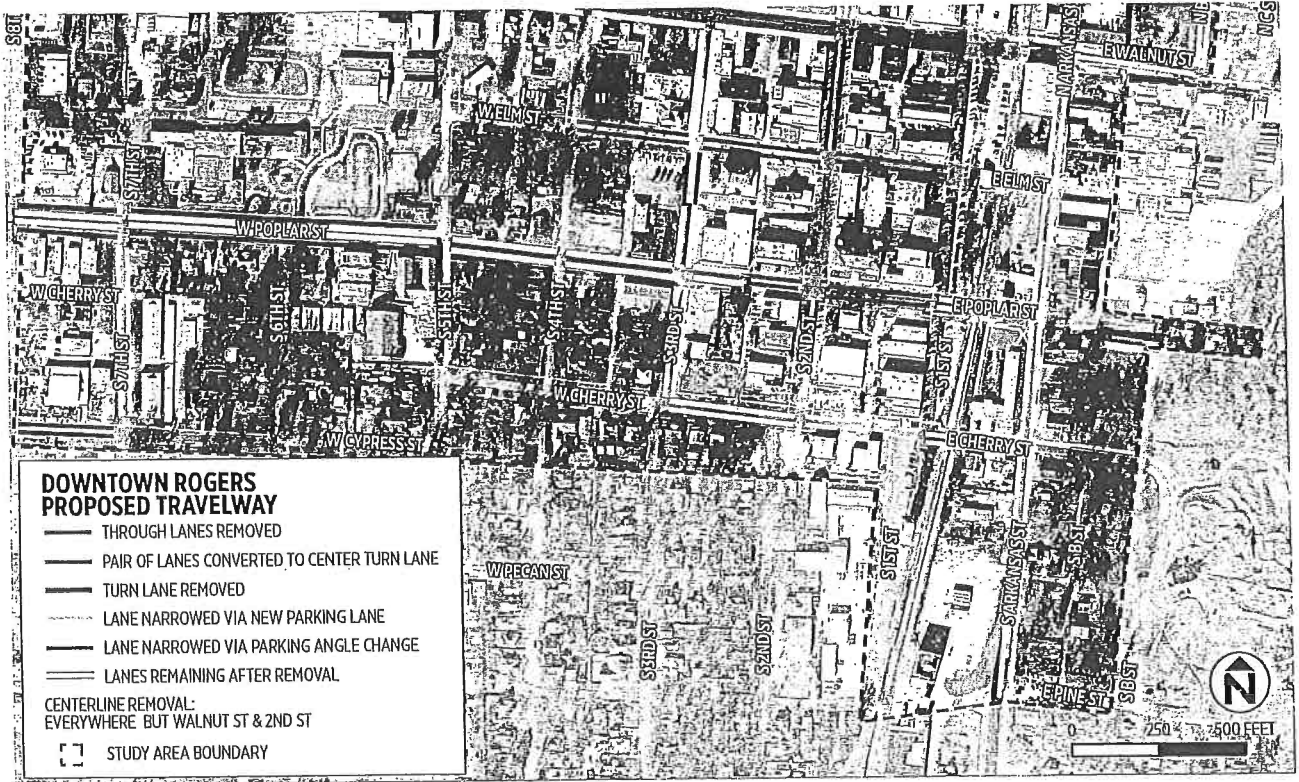 S 8TH
N ARKANSAS
N B
N C S
E WALNUT ST
W ELM ST
S 7TH ST
E ELM ST
W POPLAR ST
W CHERRY ST
S 6TH ST
S 5TH ST
S 4TH ST
S 3RD ST
S 2ND ST
S 1ST ST
E POPLAR ST
S 7TH ST
W CHERRY ST
W CYPRESS ST
E CHERRY ST
DOWNTOWN ROGERS
PROPOSED TRAVELWAY
THROUGH LANES REMOVED
PAIR OF LANES CONVERTED TO CENTER TURN LANE
TURN LANE REMOVED
LANE NARROWED VIA NEW PARKING LANE
LANE NARROWED VIA PARKING ANGLE CHANGE
LANES REMAINING AFTER REMOVAL
CENTERLINE REMOVAL:
EVERYWHERE BUT WALNUT ST & 2ND ST
STUDY AREA BOUNDARY
W PECAN ST
S 1ST ST
S B ST
S ARKANSAS ST
S 3RD ST
S 2ND ST
E PINE ST
S B ST
N
0 250 500 FEET